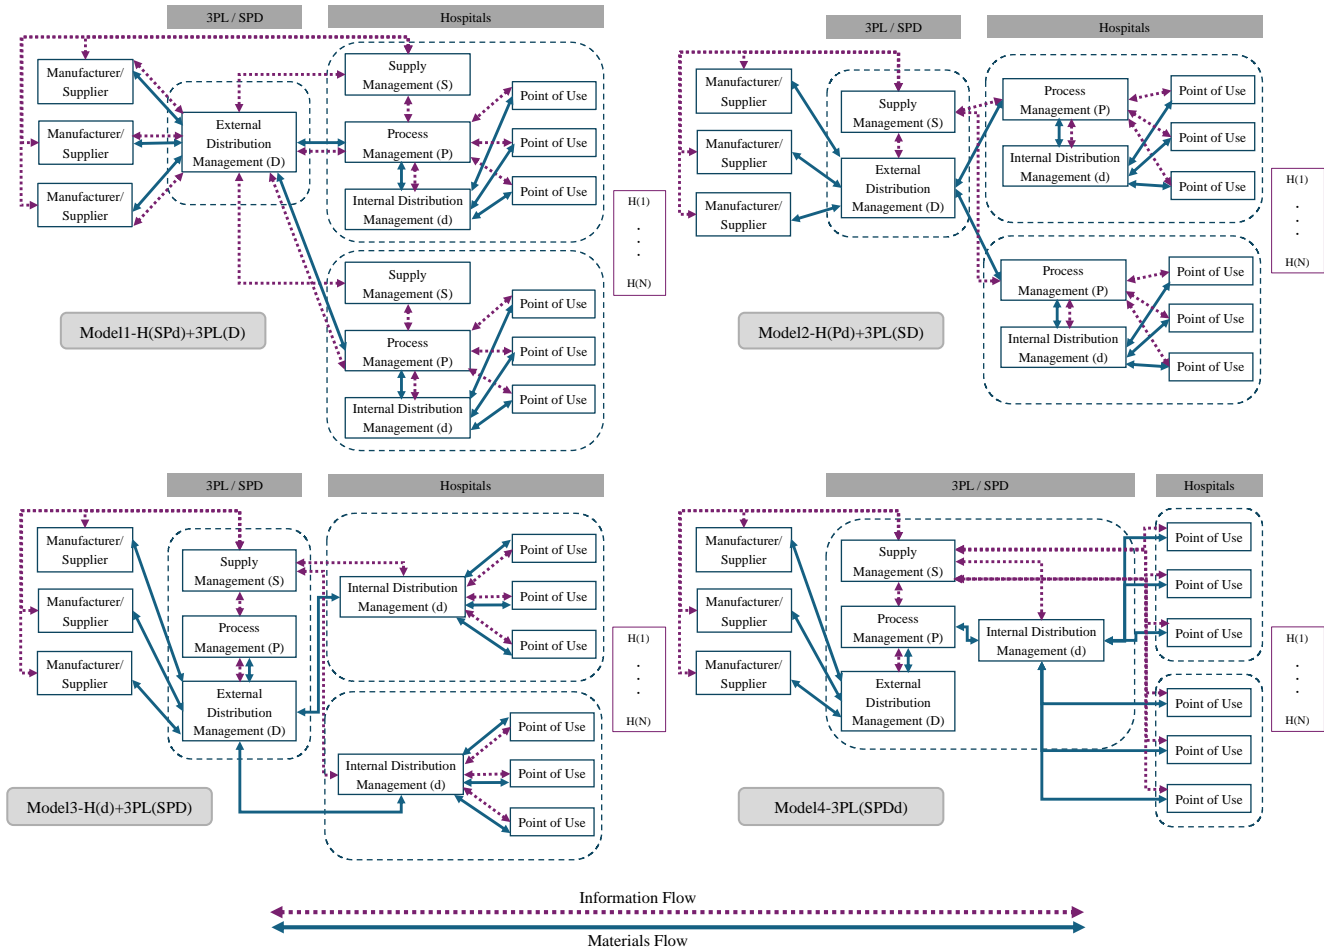 3PL / SPD
Hospitals
Manufacturer/
Supplier
Manufacturer/
Supplier
Manufacturer/
Supplier
External
Distribution
Management (D)
Supply
Management (S)
Process
Management (P)
Internal Distribution
Management (d)
Point of Use
Point of Use
Point of Use
Supply
Management (S)
Process
Management (P)
Internal Distribution
Management (d)
Point of Use
Point of Use
Point of Use
H(1)
.
.
.
H(N)
Model1-H(SPd)+3PL(D)
3PL / SPD
Hospitals
Manufacturer/
Supplier
Manufacturer/
Supplier
Manufacturer/
Supplier
Supply
Management (S)
External
Distribution
Management (D)
Process
Management (P)
Internal Distribution
Management (d)
Point of Use
Point of Use
Point of Use
Process
Management (P)
Internal Distribution
Management (d)
Point of Use
Point of Use
Point of Use
H(1)
.
.
.
H(N)
Model2-H(Pd)+3PL(SD)
3PL / SPD
Hospitals
Manufacturer/
Supplier
Manufacturer/
Supplier
Manufacturer/
Supplier
Supply
Management (S)
Process
Management (P)
External
Distribution
Management (D)
Internal Distribution
Management (d)
Point of Use
Point of Use
Point of Use
Internal Distribution
Management (d)
Point of Use
Point of Use
Point of Use
H(1)
.
.
.
H(N)
Model3-H(d)+3PL(SPD)
3PL / SPD
Hospitals
Manufacturer/
Supplier
Manufacturer/
Supplier
Manufacturer/
Supplier
Supply
Management (S)
Process
Management (P)
External
Distribution
Management (D)
Internal Distribution
Management (d)
Point of Use
Point of Use
Point of Use
Point of Use
Point of Use
Point of Use
H(1)
.
.
.
H(N)
Model4-3PL(SPDd)
Information Flow
Materials Flow